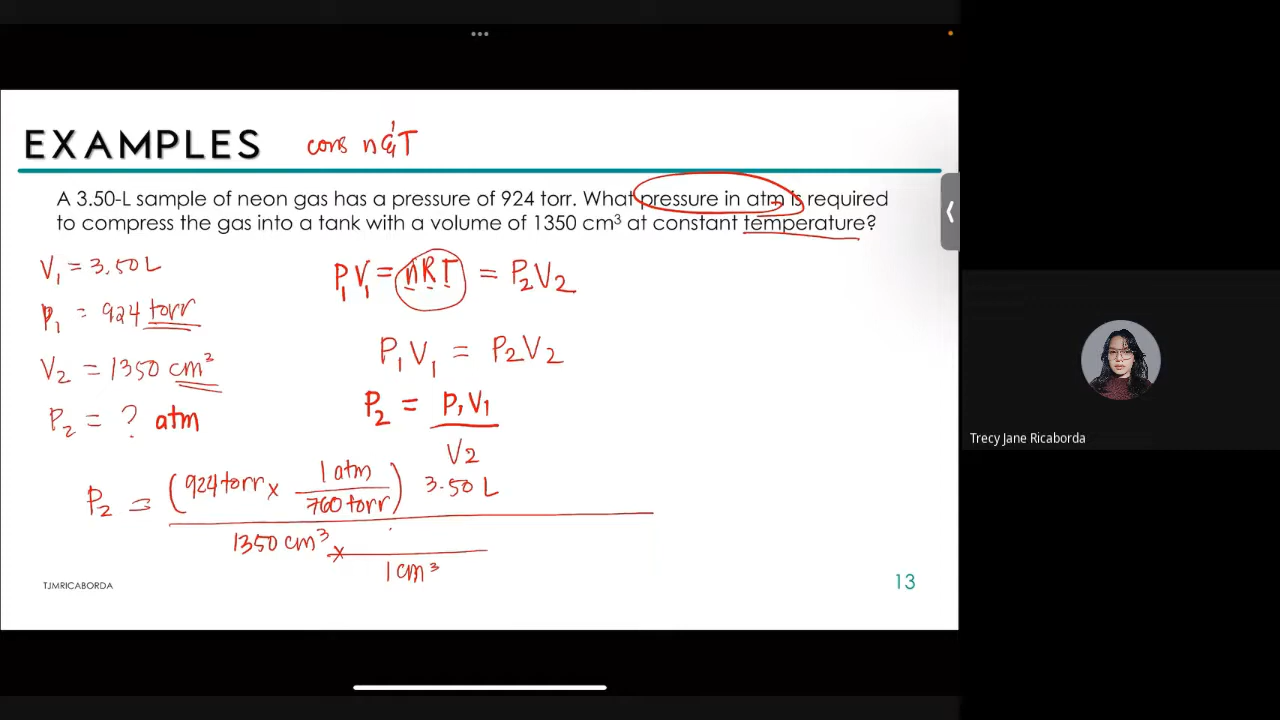 EXAMPLES
cons n & T
A 3.50-L sample of neon gas has a pressure of 924 torr. What pressure in atm is required
to compress the gas into a tank with a volume of 1350 cm³ at constant temperature?
V₁ = 3.50 L
P₁ = 924 torr
V₂ = 1350 cm³
P₂ = ? atm
P₁V₁ = nRT = P₂V₂
P₁V₁ = P₂V₂
P₂ = P₁V₁
V₂
P₂ = (924 torr x 1 atm
760 torr) 3.50 L
1350 cm³ x
1 cm³
TJMRICABORDA
13
Trecy Jane Ricaborda